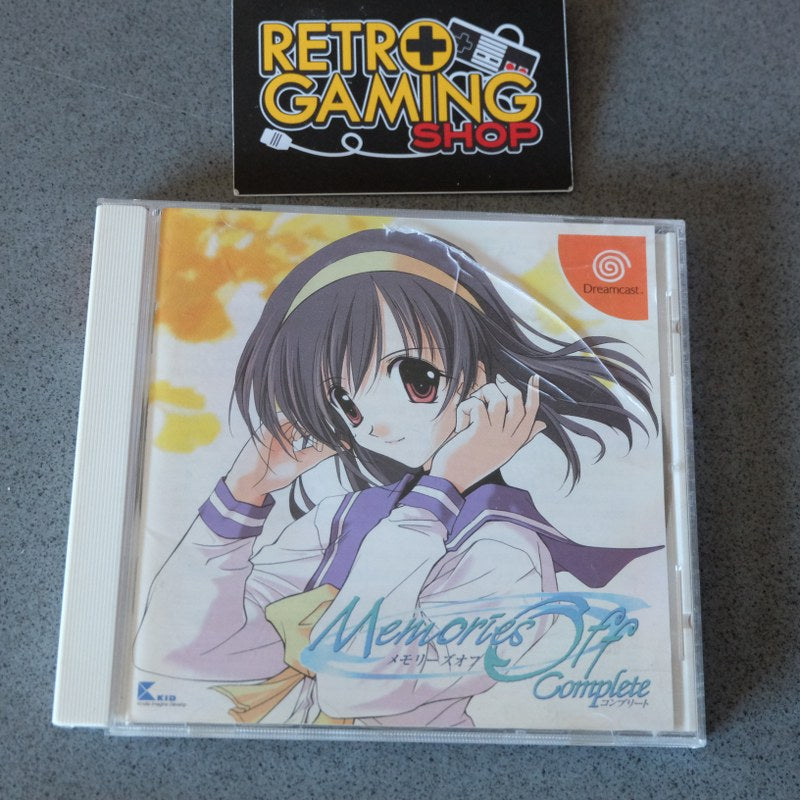 RETRO
GAMING
SHOP
Dreamcast.
Memories Off
メモリーズオフ
Complete
コンプリート
KID